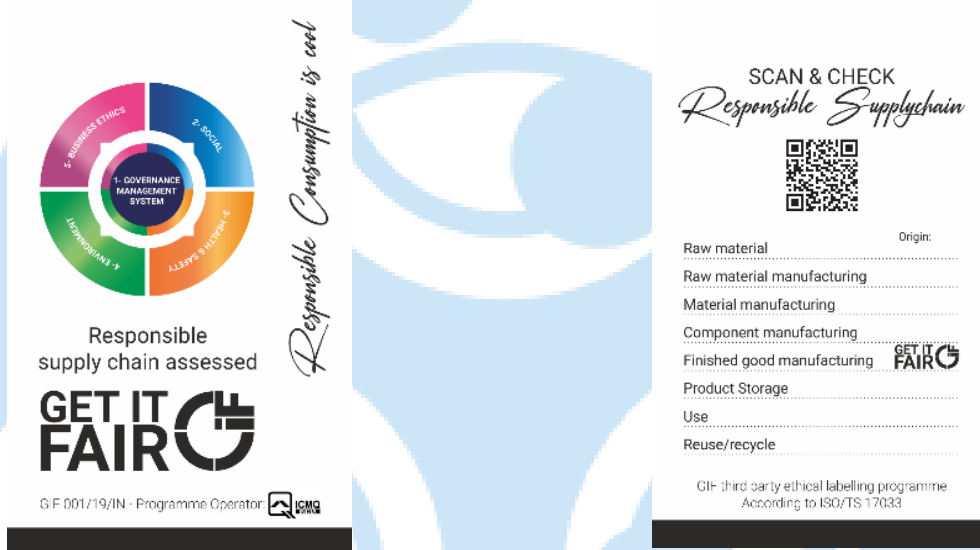 5- BUSINESS ETHICS
2- SOCIAL
1- GOVERNANCE
MANAGEMENT
SYSTEM
4- ENVIRONMENT
3- HEALTH & SAFETY
Responsible
supply chain assessed
GET IT
FAIR GIF
GIF 001/19/IN - Programme Operator: ICMQ
Responsible Consumption is cool
SCAN & CHECK
Responsible Supplychain
Origin:
Raw material
Raw material manufacturing
Material manufacturing
Component manufacturing
Finished good manufacturing GET IT FAIR GIF
Product Storage
Use
Reuse/recycle
GIF third party ethical labelling programme
According to ISO/TS 17033